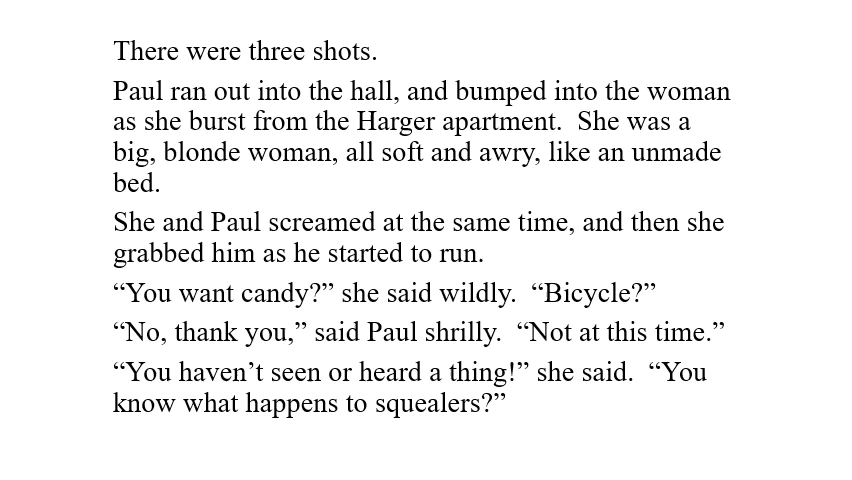 There were three shots.
Paul ran out into the hall, and bumped into the woman
as she burst from the Harger apartment.  She was a
big, blonde woman, all soft and awry, like an unmade
bed.
She and Paul screamed at the same time, and then she
grabbed him as he started to run.
“You want candy?” she said wildly.  “Bicycle?”
“No, thank you,” said Paul shrilly.  “Not at this time.”
“You haven’t seen or heard a thing!” she said.  “You
know what happens to squealers?”